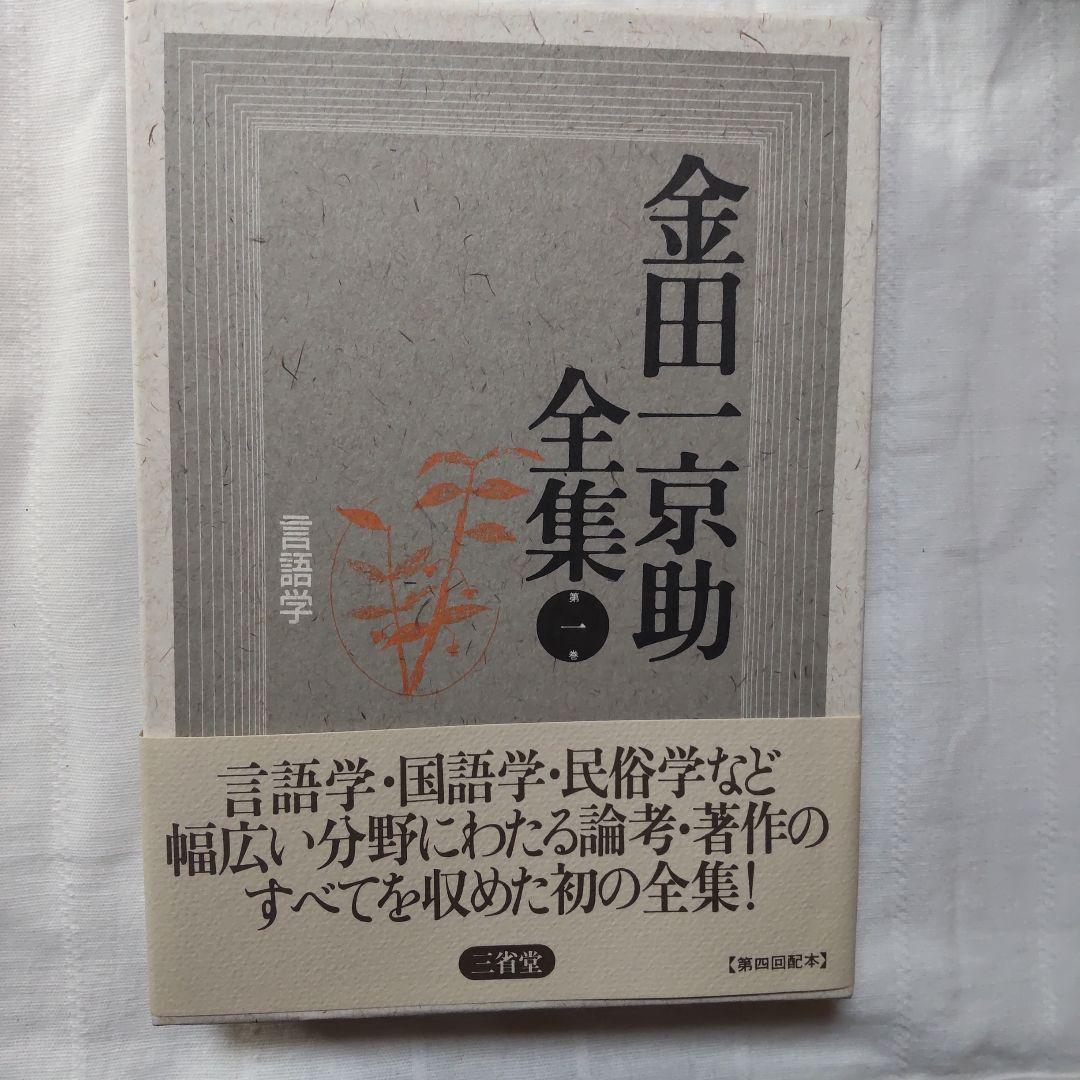 金田一京助
全集
第一巻
言語学
言語学・国語学・民俗学など
幅広い分野にわたる論考・著作の
すべてを収めた初の全集!
三省堂
【第四回配本】